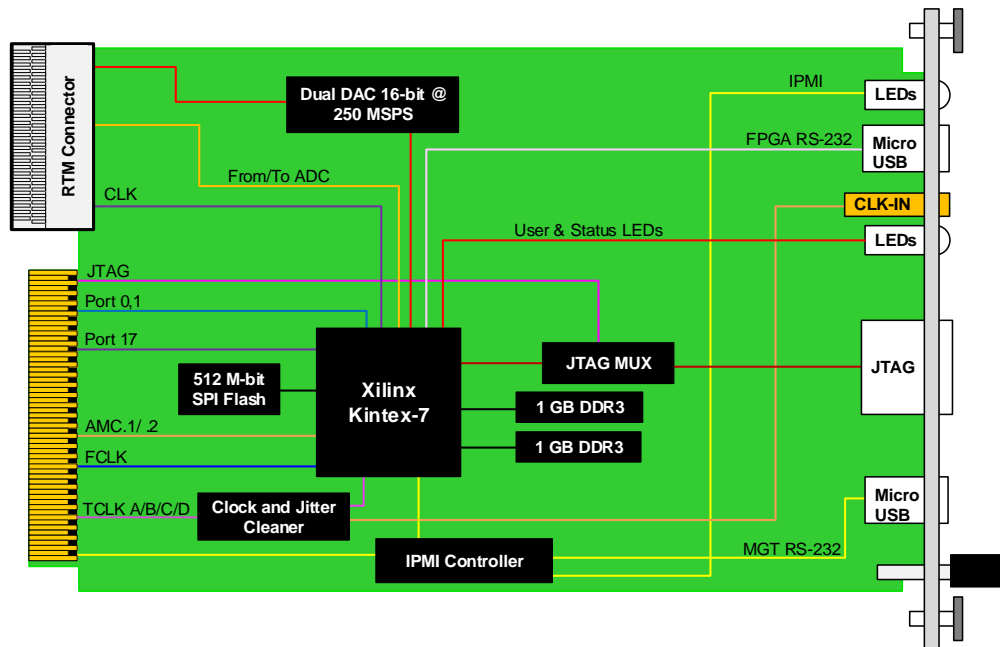 RTM Connector
Dual DAC 16-bit @
250 MSPS
IPMI
LEDs
FPGA RS-232
Micro
USB
From/To ADC
CLK
CLK-IN
User & Status LEDs
LEDs
JTAG
Port 0,1
Port 17
512 M-bit
SPI Flash
Xilinx
Kintex-7
JTAG MUX
JTAG
1 GB DDR3
1 GB DDR3
AMC.1/ .2
FCLK
TCLK A/B/C/D
Clock and Jitter
Cleaner
Micro
USB
MGT RS-232
IPMI Controller